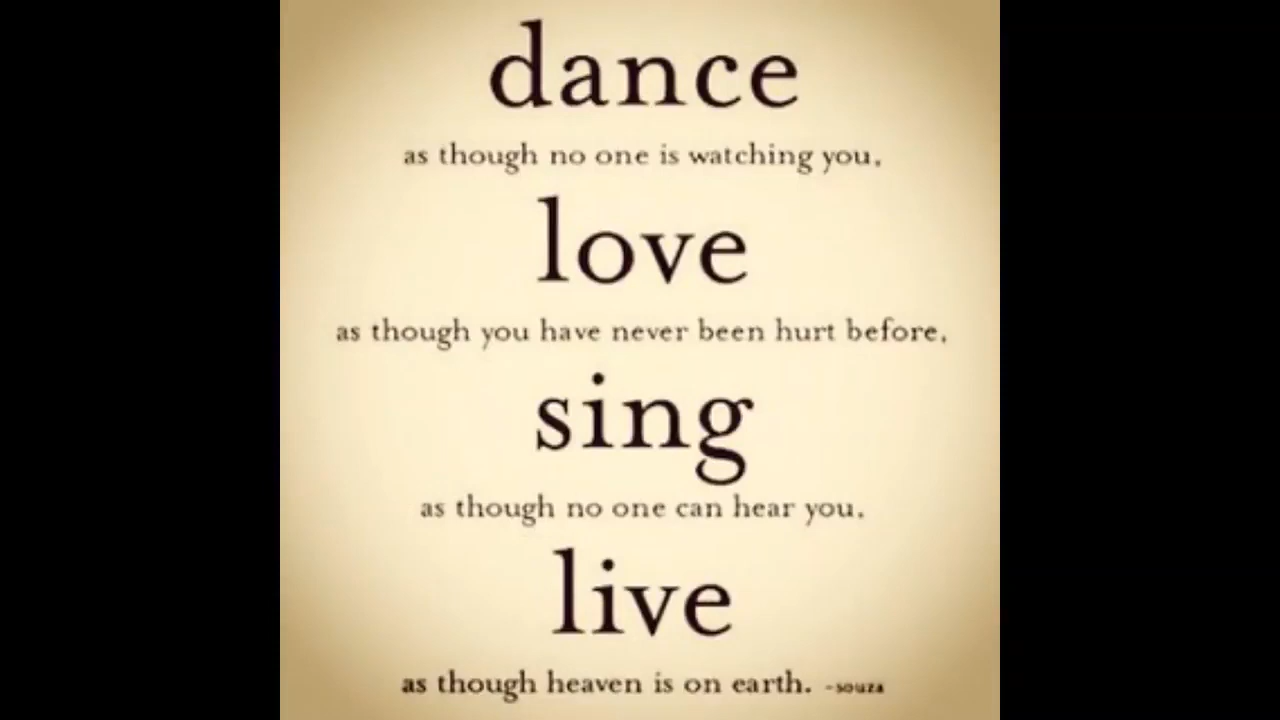 dance
as though no one is watching you,
love
as though you have never been hurt before,
sing
as though no one can hear you,
live
as though heaven is on earth. -souza